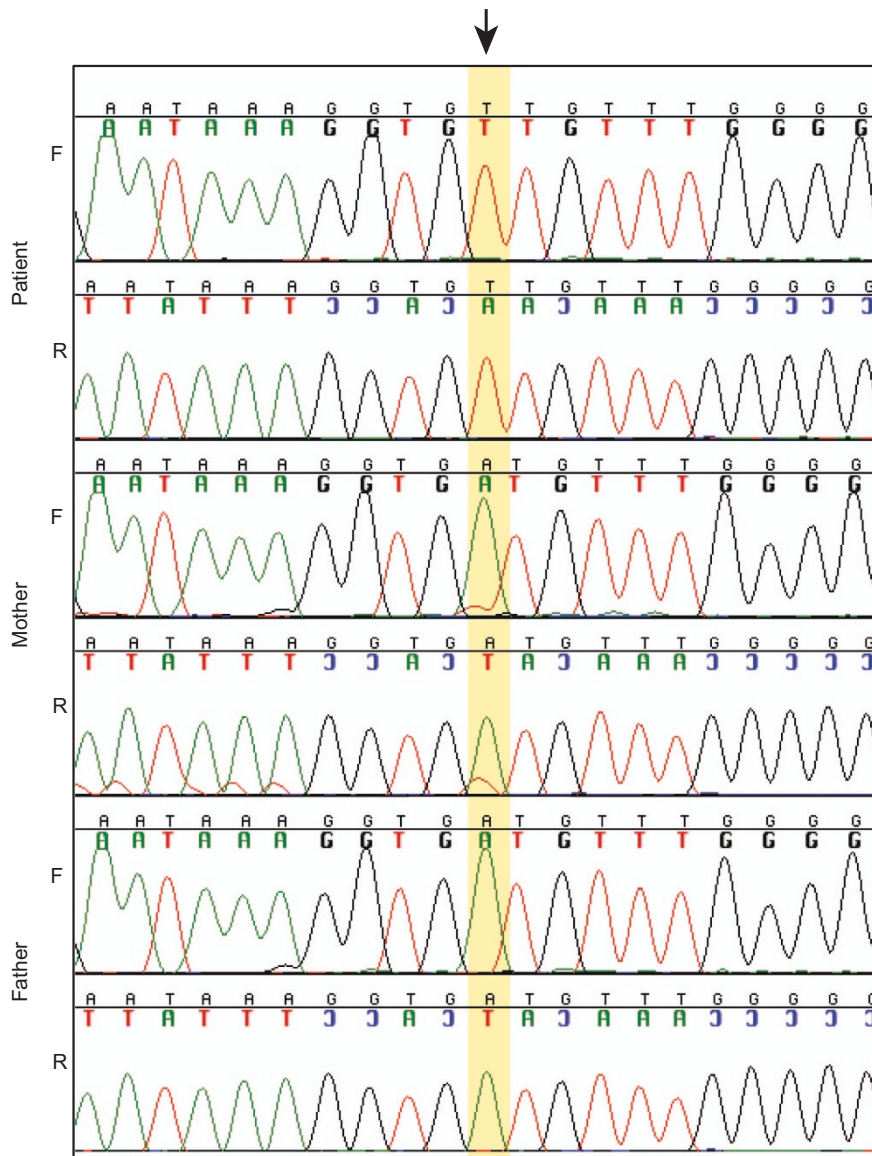 Patient
F
A A T A A A G G T G T T G T T T G G G G
A A T A A A G G T G T T G T T T G G G G
R
A A T A A A G G T G T T G T T T G G G G G
T T A T T T C C A C A A C A A A C C C C C
Mother
F
A A T A A A G G T G A T G T T T G G G G
A A T A A A G G T G A T G T T T G G G G
R
A A T A A A G G T G A T G T T T G G G G G
T T A T T T C C A C T A C A A A C C C C C
Father
F
A A T A A A G G T G A T G T T T G G G G
A A T A A A G G T G A T G T T T G G G G
R
A A T A A A G G T G A T G T T T G G G G G
T T A T T T C C A C T A C A A A C C C C C